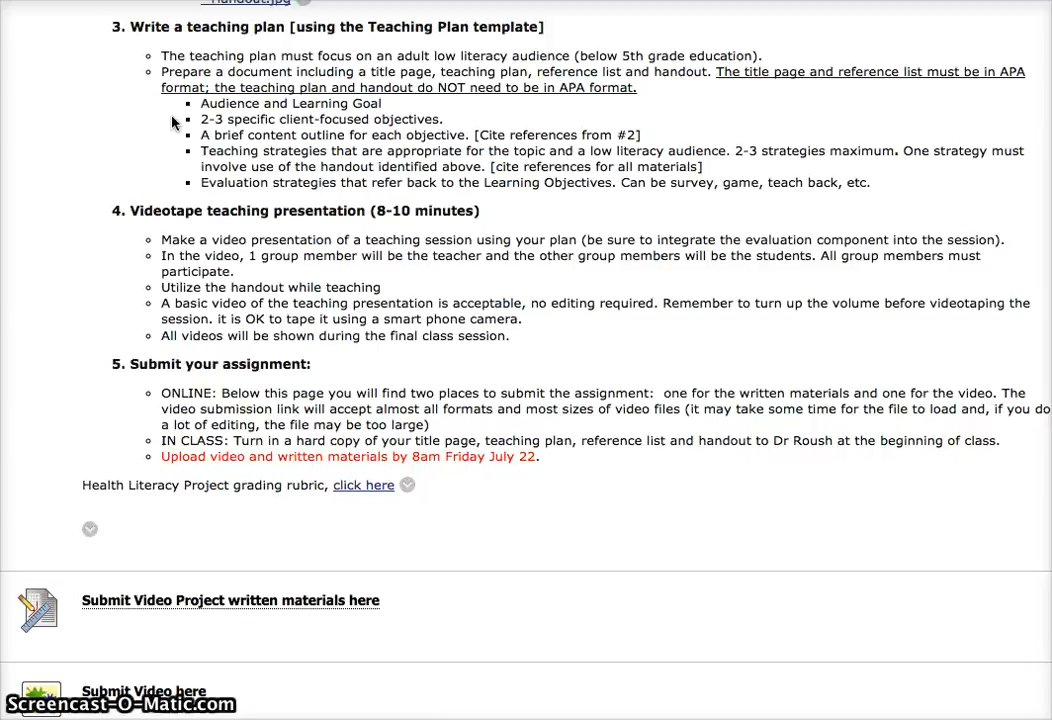 Handout.jpg
3. Write a teaching plan [using the Teaching Plan template]
The teaching plan must focus on an adult low literacy audience (below 5th grade education).
Prepare a document including a title page, teaching plan, reference list and handout. The title page and reference list must be in APA
format; the teaching plan and handout do NOT need to be in APA format.
Audience and Learning Goal
2-3 specific client-focused objectives.
A brief content outline for each objective. [Cite references from #2]
Teaching strategies that are appropriate for the topic and a low literacy audience. 2-3 strategies maximum. One strategy must
involve use of the handout identified above. [cite references for all materials]
Evaluation strategies that refer back to the Learning Objectives. Can be survey, game, teach back, etc.
4. Videotape teaching presentation (8-10 minutes)
Make a video presentation of a teaching session using your plan (be sure to integrate the evaluation component into the session).
In the video, 1 group member will be the teacher and the other group members will be the students. All group members must
participate.
Utilize the handout while teaching
A basic video of the teaching presentation is acceptable, no editing required. Remember to turn up the volume before videotaping the
session. it is OK to tape it using a smart phone camera.
All videos will be shown during the final class session.
5. Submit your assignment:
ONLINE: Below this page you will find two places to submit the assignment: one for the written materials and one for the video. The
video submission link will accept almost all formats and most sizes of video files (it may take some time for the file to load and, if you do
a lot of editing, the file may be too large)
IN CLASS: Turn in a hard copy of your title page, teaching plan, reference list and handout to Dr Roush at the beginning of class.
Upload video and written materials by 8am Friday July 22.
Health Literacy Project grading rubric, click here
Submit Video Project written materials here
Submit Video here
Screencast-O-Matic.com